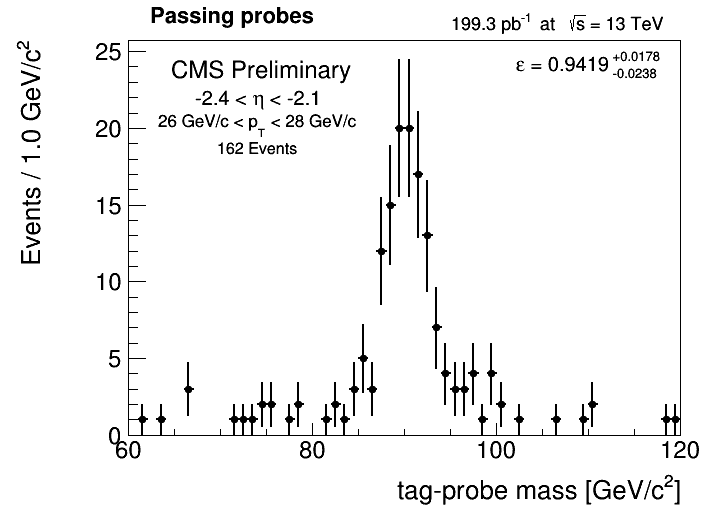 Passing probes
199.3 pb-1 at √s = 13 TeV
CMS Preliminary
-2.4 < η < -2.1
26 GeV/c < pT < 28 GeV/c
162 Events
ε = 0.9419 +0.0178 -0.0238
Events / 1.0 GeV/c2
25
20
15
10
5
0
60 80 100 120
tag-probe mass [GeV/c2]